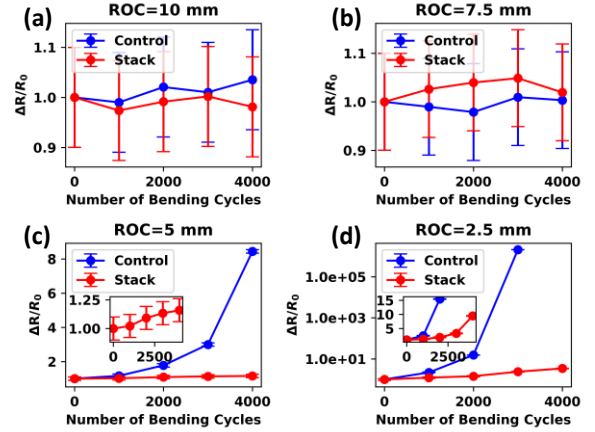 (a)
ROC=10 mm
Control
Stack
1.1
1.0
0.9
ΔR/R0
0
2000
4000
Number of Bending Cycles
(b)
ROC=7.5 mm
Control
Stack
1.1
1.0
0.9
ΔR/R0
0
2000
4000
Number of Bending Cycles
(c)
ROC=5 mm
Control
Stack
8
6
4
2
ΔR/R0
1.25
1.00
0
2500
0
2000
4000
Number of Bending Cycles
(d)
ROC=2.5 mm
Control
Stack
1.0e+05
1.0e+03
1.0e+01
ΔR/R0
15
10
5
0
2500
0
2000
4000
Number of Bending Cycles